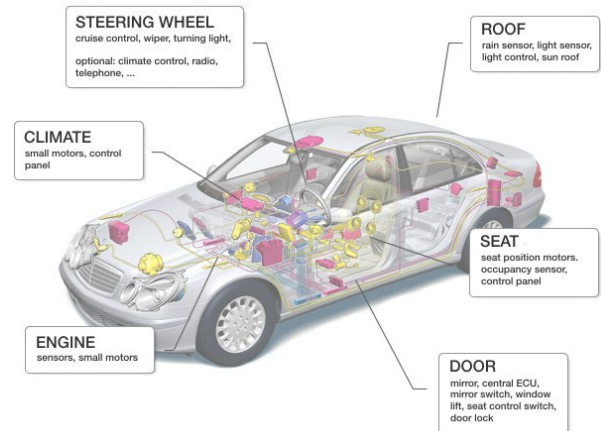 STEERING WHEEL
cruise control, wiper, turning light,
optional: climate control, radio,
telephone, ...
ROOF
rain sensor, light sensor,
light control, sun roof
CLIMATE
small motors, control
panel
SEAT
seat position motors.
occupancy sensor,
control panel
ENGINE
sensors, small motors
DOOR
mirror, central ECU,
mirror switch, window
lift, seat control switch,
door lock